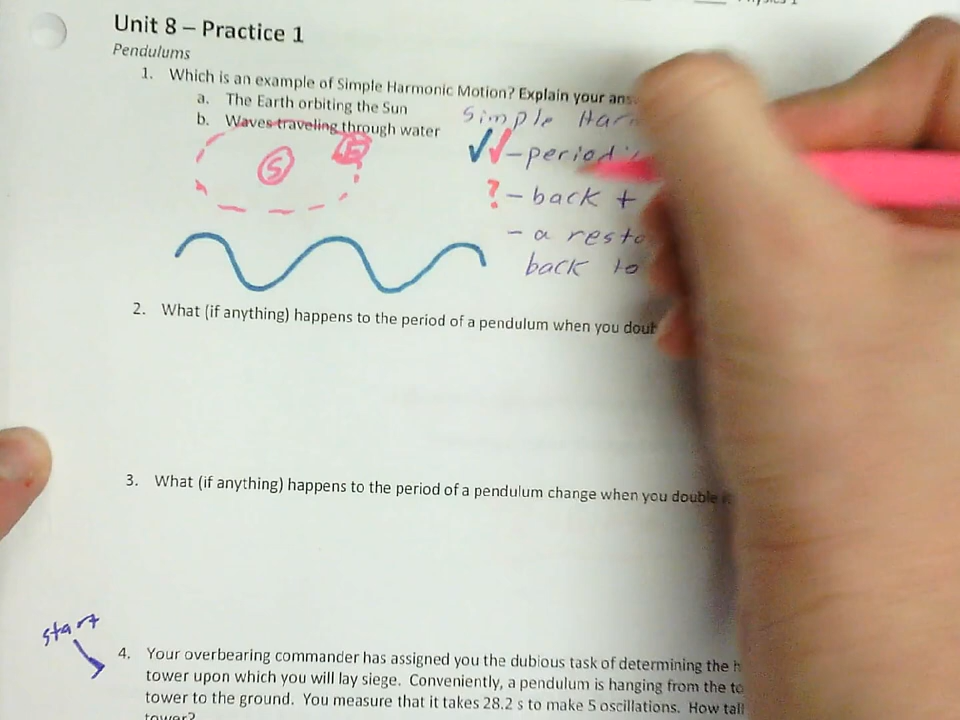 Unit 8 – Practice 1
Pendulums
1. Which is an example of Simple Harmonic Motion? Explain your ans
a. The Earth orbiting the Sun
b. Waves traveling through water
Simple Har
- period
? - back +
- a resto
back to
S
E
2. What (if anything) happens to the period of a pendulum when you doub
3. What (if anything) happens to the period of a pendulum change when you double
start
4. Your overbearing commander has assigned you the dubious task of determining the h
tower upon which you will lay siege. Conveniently, a pendulum is hanging from the to
tower to the ground. You measure that it takes 28.2 s to make 5 oscillations. How tall
tower?